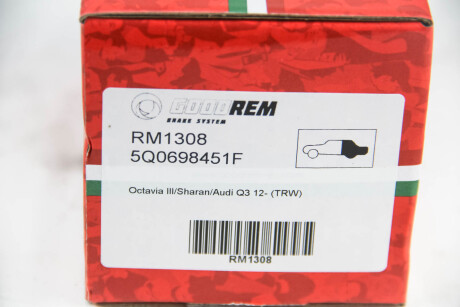 GOODREM
BRAKE SYSTEM
RM1308
5Q0698451F
Octavia III/Sharan/Audi Q3 12- (TRW)
RM1308